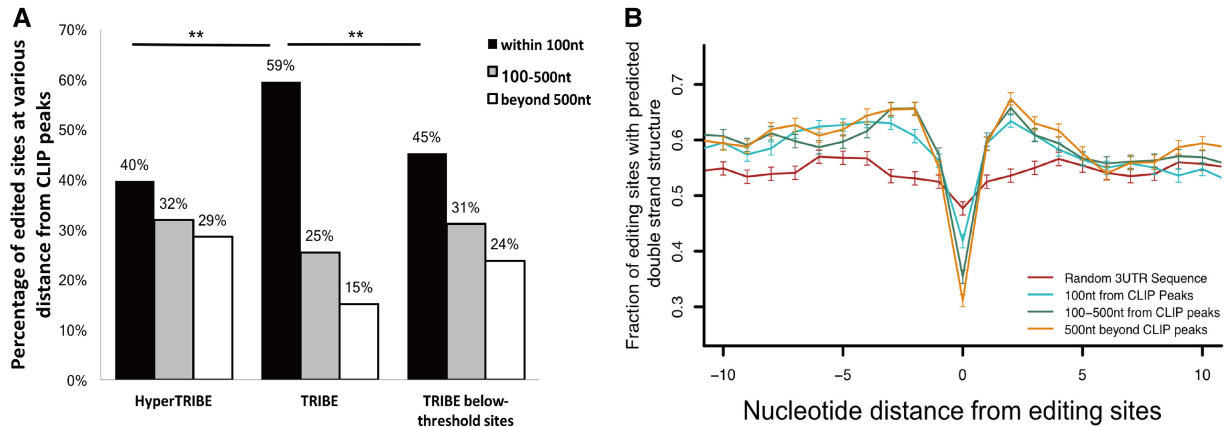 A
Percentage of edited sites at various
distance from CLIP peaks
70%
60%
50%
40%
30%
20%
10%
0%
**
**
within 100nt
100-500nt
beyond 500nt
40%
32%
29%
59%
25%
15%
45%
31%
24%
HyperTRIBE
TRIBE
TRIBE below-
threshold sites
B
Fraction of editing sites with predicted
double strand structure
0.7
0.6
0.5
0.4
0.3
Random 3UTR Sequence
100nt from CLIP Peaks
100−500nt from CLIP peaks
500nt beyond CLIP peaks
−10
−5
0
5
10
Nucleotide distance from editing sites